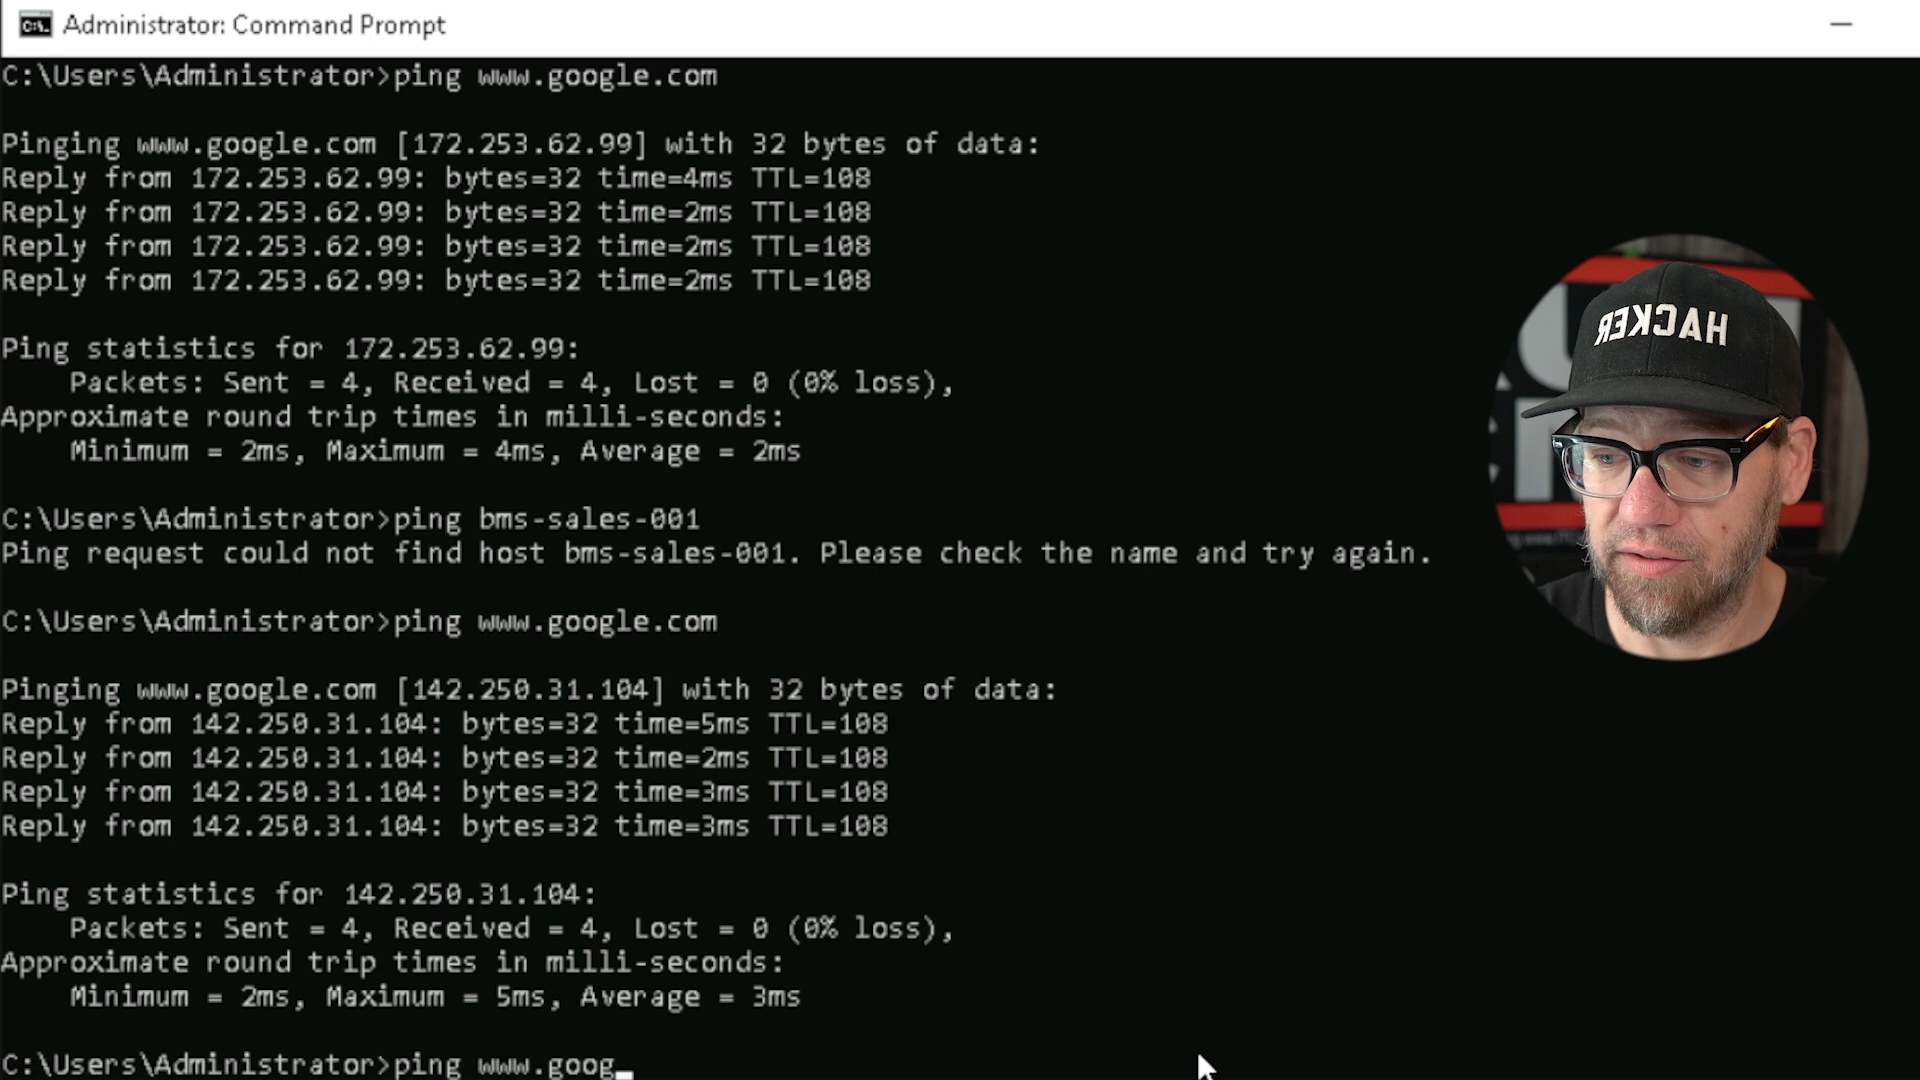 Administrator: Command Prompt
C:\Users\Administrator>ping www.google.com
Pinging www.google.com [172.253.62.99] with 32 bytes of data:
Reply from 172.253.62.99: bytes=32 time=4ms TTL=108
Reply from 172.253.62.99: bytes=32 time=2ms TTL=108
Reply from 172.253.62.99: bytes=32 time=2ms TTL=108
Reply from 172.253.62.99: bytes=32 time=2ms TTL=108
Ping statistics for 172.253.62.99:
Packets: Sent = 4, Received = 4, Lost = 0 (0% loss),
Approximate round trip times in milli-seconds:
Minimum = 2ms, Maximum = 4ms, Average = 2ms
C:\Users\Administrator>ping bms-sales-001
Ping request could not find host bms-sales-001. Please check the name and try again.
C:\Users\Administrator>ping www.google.com
Pinging www.google.com [142.250.31.104] with 32 bytes of data:
Reply from 142.250.31.104: bytes=32 time=5ms TTL=108
Reply from 142.250.31.104: bytes=32 time=2ms TTL=108
Reply from 142.250.31.104: bytes=32 time=3ms TTL=108
Reply from 142.250.31.104: bytes=32 time=3ms TTL=108
Ping statistics for 142.250.31.104:
Packets: Sent = 4, Received = 4, Lost = 0 (0% loss),
Approximate round trip times in milli-seconds:
Minimum = 2ms, Maximum = 5ms, Average = 3ms
C:\Users\Administrator>ping www.goog
HACKER